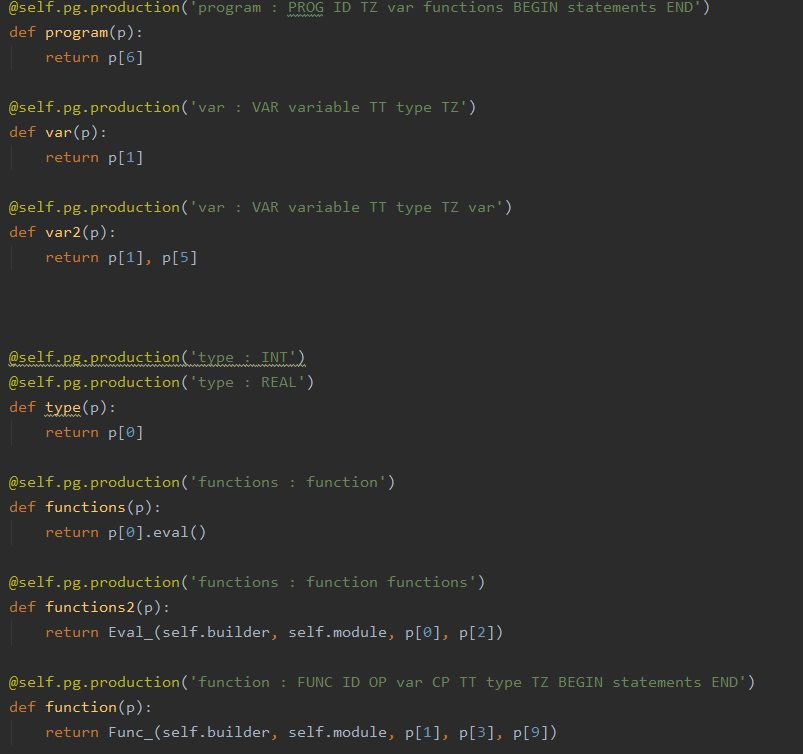 @self.pg.production('program : PROG ID TZ var functions BEGIN statements END')
def program(p):
    return p[6]
@self.pg.production('var : VAR variable TT type TZ')
def var(p):
    return p[1]
@self.pg.production('var : VAR variable TT type TZ var')
def var2(p):
    return p[1], p[5]
@self.pg.production('type : INT')
@self.pg.production('type : REAL')
def type(p):
    return p[0]
@self.pg.production('functions : function')
def functions(p):
    return p[0].eval()
@self.pg.production('functions : function functions')
def functions2(p):
    return Eval_(self.builder, self.module, p[0], p[2])
@self.pg.production('function : FUNC ID OP var CP TT type TZ BEGIN statements END')
def function(p):
    return Func_(self.builder, self.module, p[1], p[3], p[9])